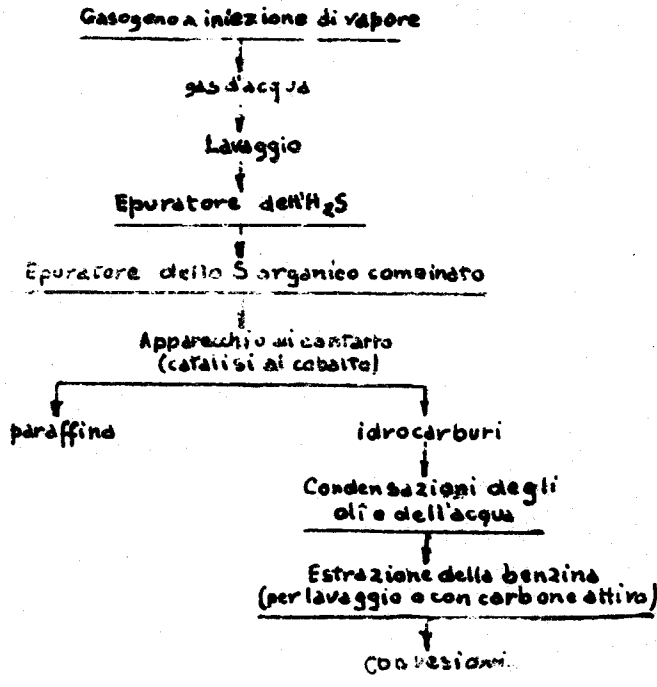 Gasogeno a iniezione di vapore
gas d'acqua
Lavaggio
Epuratore dell'H₂S
Epuratore dello S organico combinato
Apparecchio di contatto
(catalisi al cobalto)
paraffina
idrocarburi
Condensazioni degli
oli e dell'acqua
Estrazione della benzina
(per lavaggio o con carbone attivo)